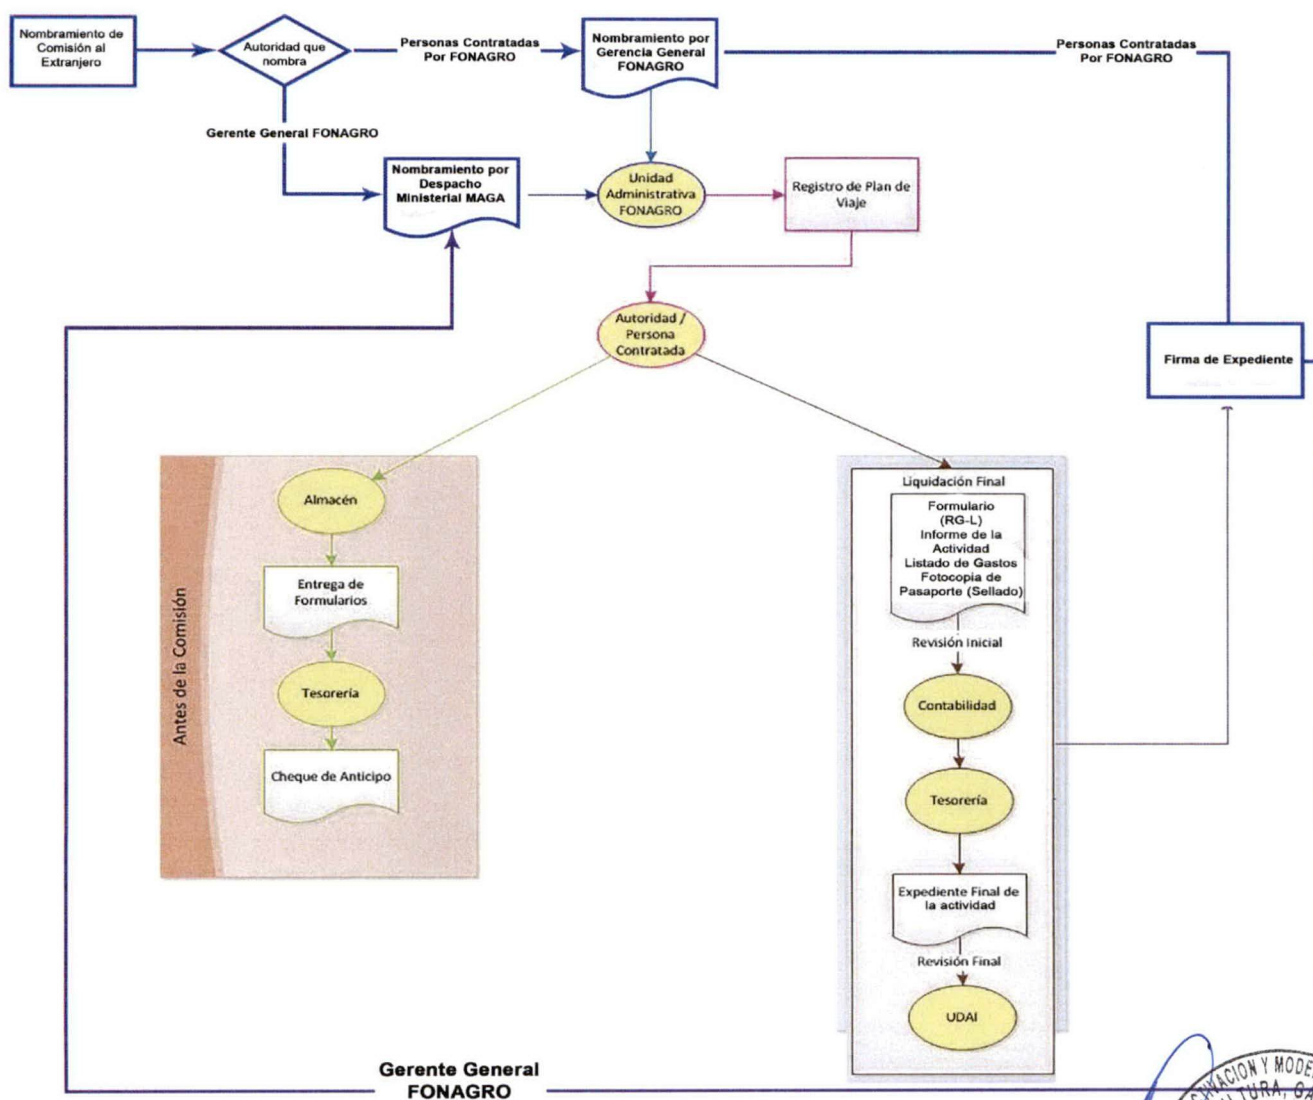 Nombramiento de
Comisión al
Extranjero
Autoridad que
nombra
Personas Contratadas
Por FONAGRO
Nombramiento por
Gerencia General
FONAGRO
Personas Contratadas
Por FONAGRO
Gerente General FONAGRO
Nombramiento por
Despacho
Ministerial MAGA
Unidad
Administrativa
FONAGRO
Registro de Plan de
Viaje
Autoridad /
Persona
Contratada
Firma de Expediente
Antes de la Comisión
Almacén
Entrega de
Formularios
Tesorería
Cheque de Anticipo
Liquidación Final
Formulario
(RG-L)
Informe de la
Actividad
Listado de Gastos
Fotocopia de
Pasaporte (Sellado)
Revisión Inicial
Contabilidad
Tesorería
Expediente Final de
la actividad
Revisión Final
UDAI
Gerente General
FONAGRO